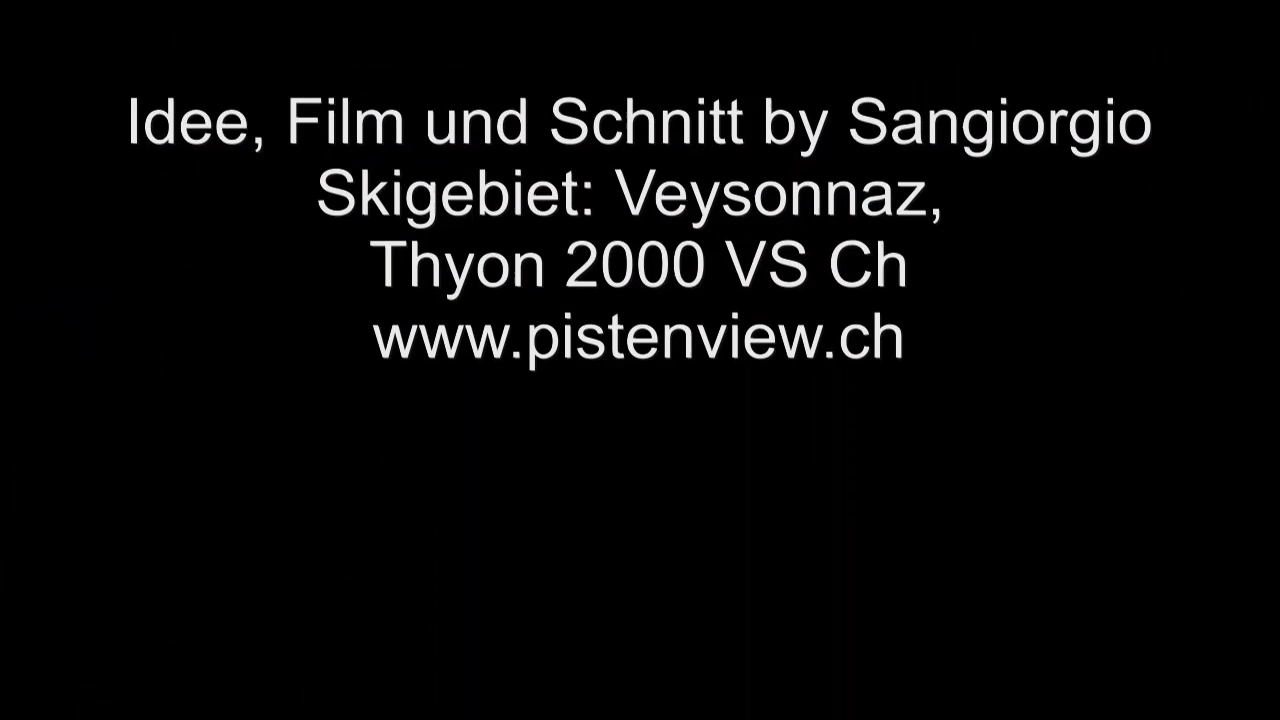 Idee, Film und Schnitt by Sangiorgio
Skigebiet: Veysonnaz,
Thyon 2000 VS Ch
www.pistenview.ch